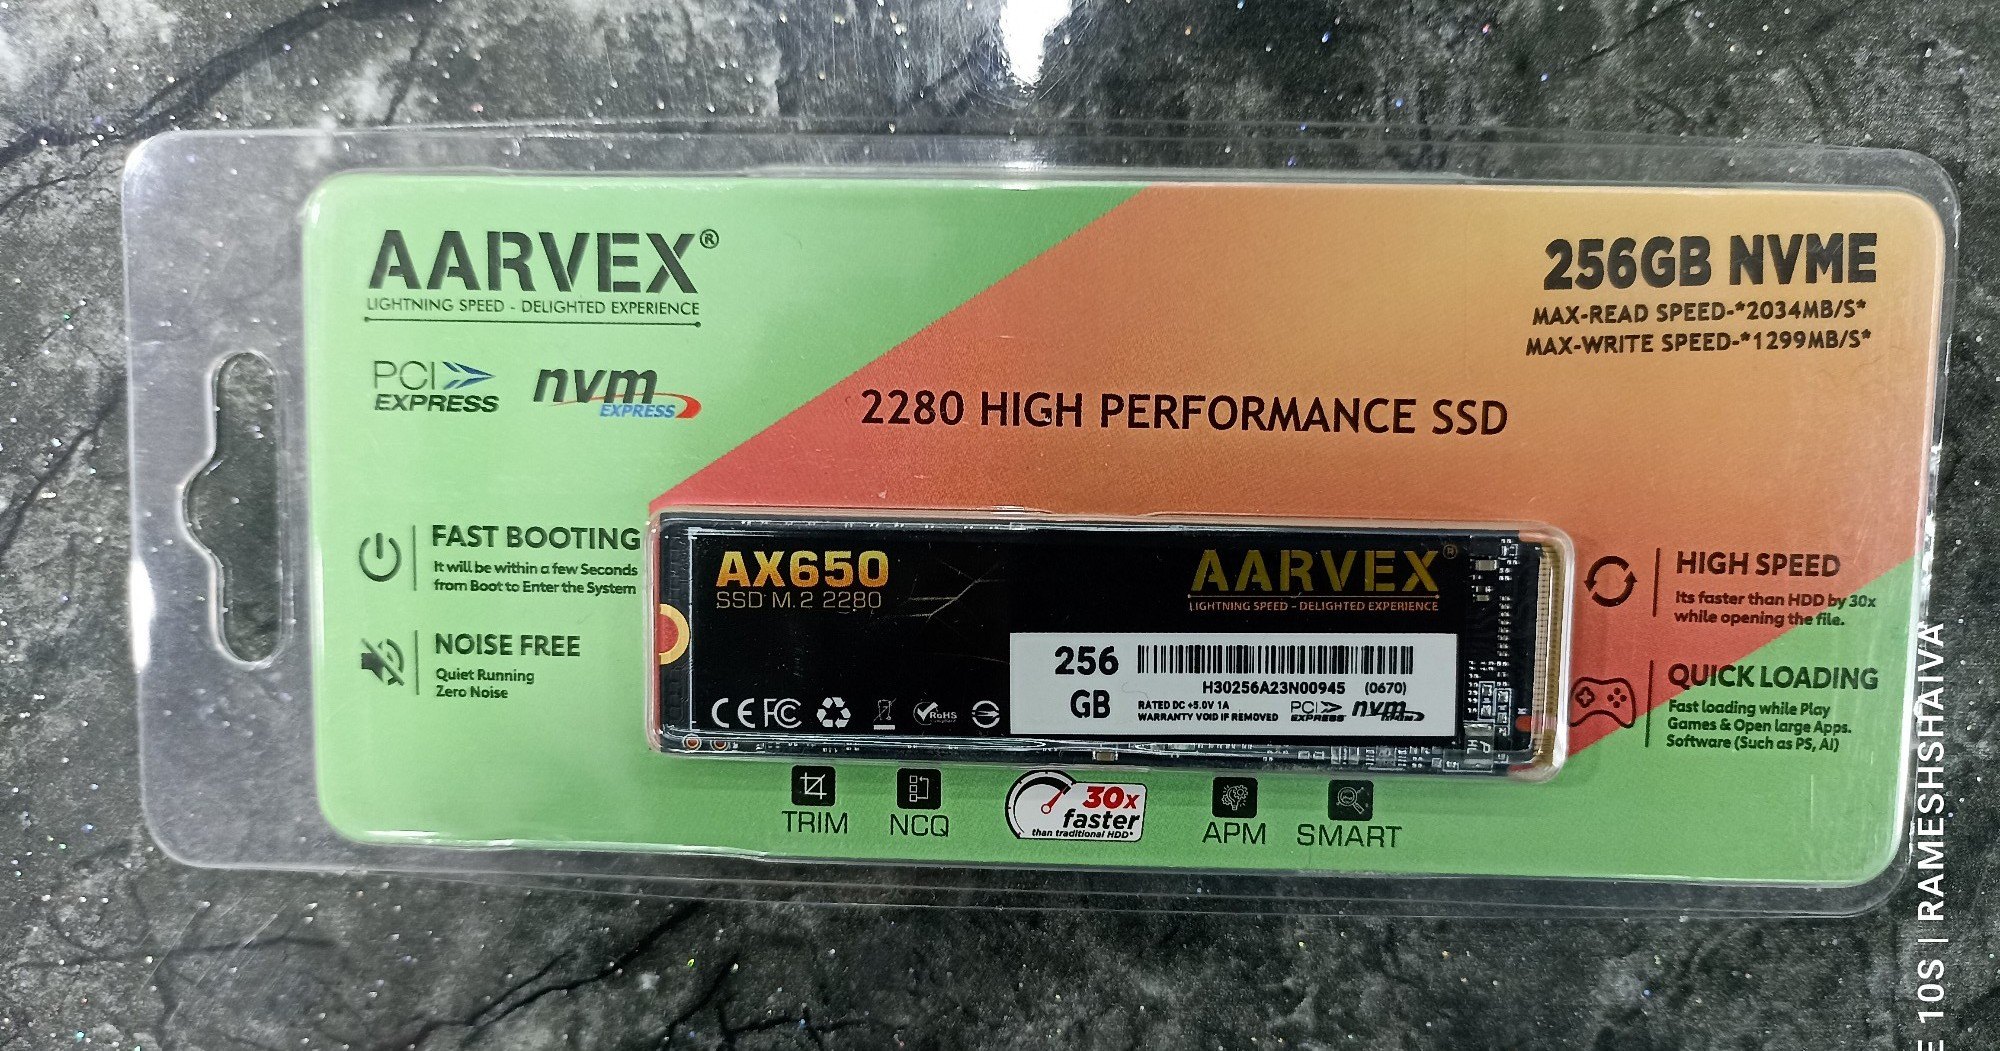 AARVEX®
LIGHTNING SPEED - DELIGHTED EXPERIENCE
PCI
EXPRESS
nvm
EXPRESS
256GB NVME
MAX-READ SPEED-*2034MB/S*
MAX-WRITE SPEED-*1299MB/S*
2280 HIGH PERFORMANCE SSD
FAST BOOTING
It will be within a few Seconds
from Boot to Enter the System
NOISE FREE
Quiet Running
Zero Noise
AX650
SSD M.2 2280
AARVEX®
LIGHTNING SPEED - DELIGHTED EXPERIENCE
256
GB
H30256A23N00945 (0670)
RATED DC +5.0V 1A
WARRANTY VOID IF REMOVED
PCI
EXPRESS
nvm
CE FC
RoHS
HIGH SPEED
Its faster than HDD by 30x
while opening the file.
QUICK LOADING
Fast loading while Play
Games & Open large Apps.
Software (Such as PS, AI)
TRIM
NCQ
30x
faster
than traditional HDD*
APM
SMART
E 10S | RAMESHSHAIVA